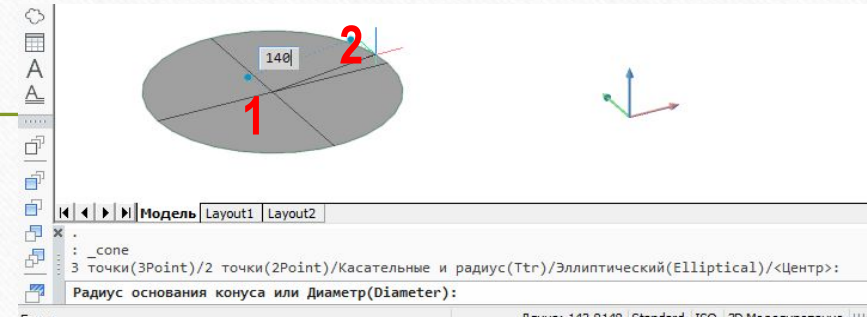 2
140
1
A
A
Модель Layout1 Layout2
.
: _cone
3 точки(3Point)/2 точки(2Point)/Касательные и радиус(Ttr)/Эллиптический(Elliptical)/<Центр>:
Радиус основания конуса или Диаметр(Diameter):